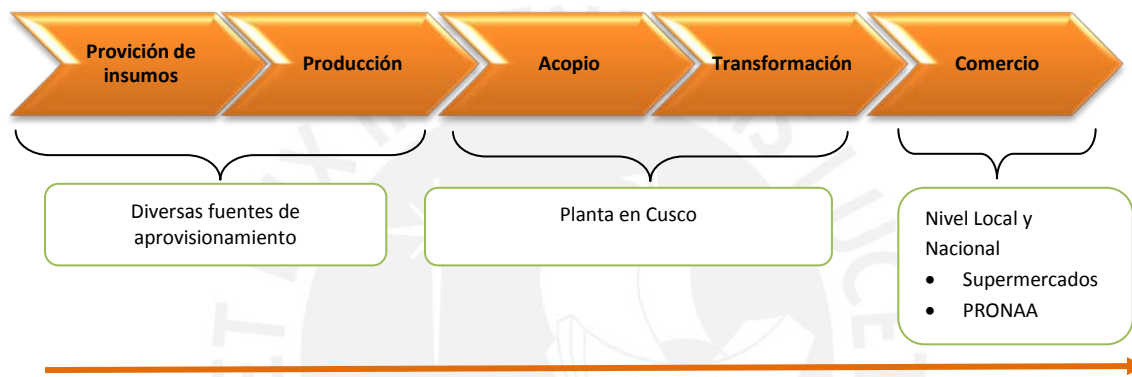 Provición de
insumos
Producción
Acopio
Transformación
Comercio
Diversas fuentes de
aprovisionamiento
Planta en Cusco
Nivel Local y
Nacional
• Supermercados
• PRONAA